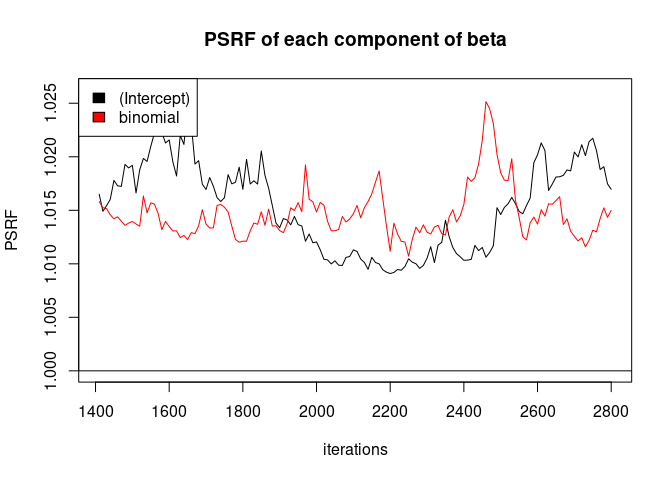 PSRF of each component of beta
(Intercept)
binomial
PSRF
1.025
1.020
1.015
1.010
1.005
1.000
1400 1600 1800 2000 2200 2400 2600 2800
iterations